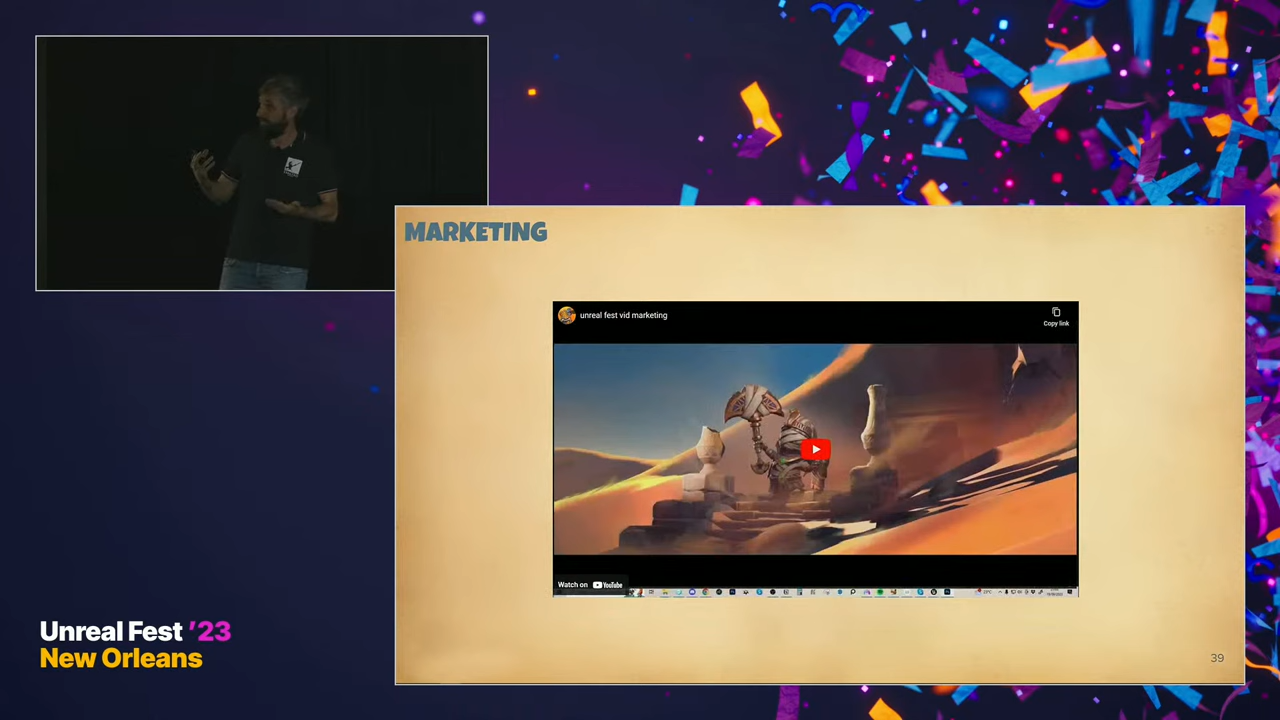 MARKETING
unreal fest vid marketing
Copy link
Watch on YouTube
Unreal Fest '23
New Orleans
39